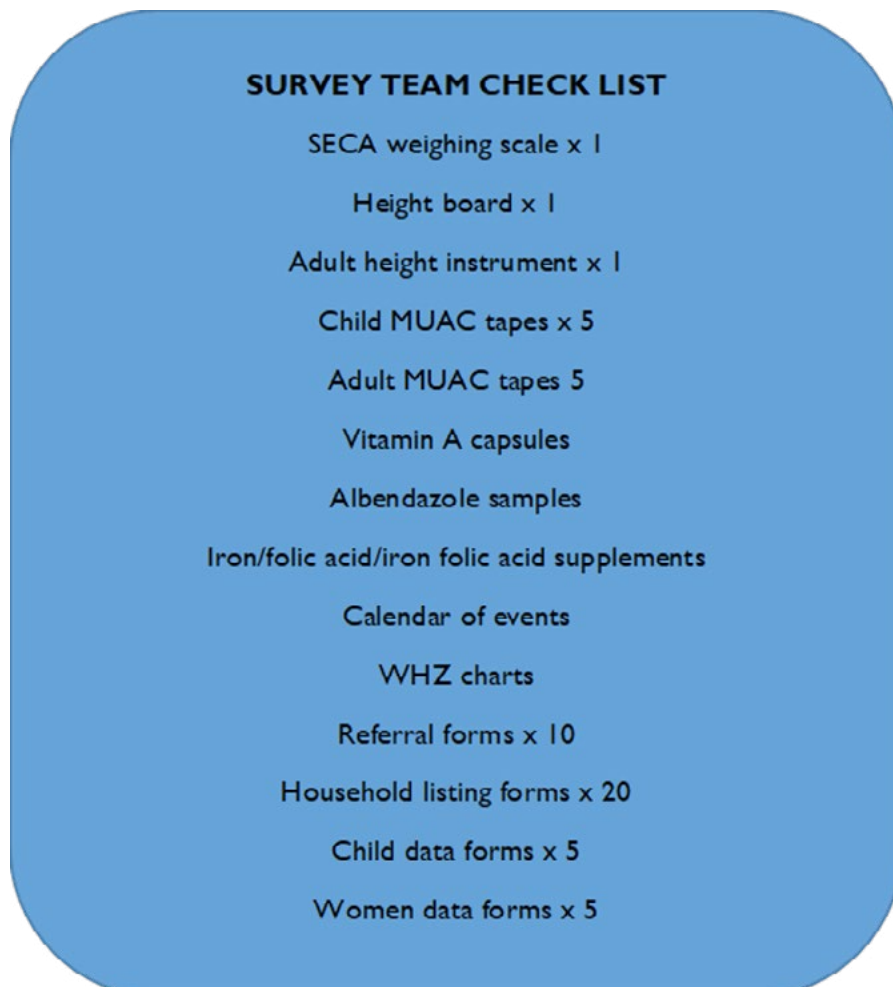 SURVEY TEAM CHECK LIST
SECA weighing scale x 1
Height board x 1
Adult height instrument x 1
Child MUAC tapes x 5
Adult MUAC tapes 5
Vitamin A capsules
Albendazole samples
Iron/folic acid/iron folic acid supplements
Calendar of events
WHZ charts
Referral forms x 10
Household listing forms x 20
Child data forms x 5
Women data forms x 5